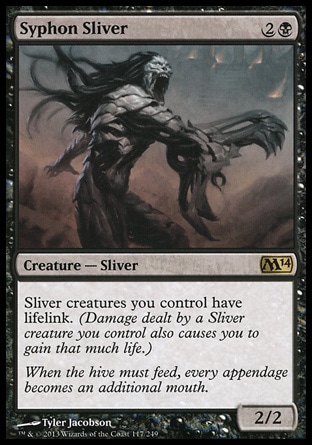 Syphon Sliver 2
Creature — Sliver M14
Sliver creatures you control have
lifelink. (Damage dealt by a Sliver
creature you control also causes you to
gain that much life.)
When the hive must feed, every appendage
becomes an additional mouth.
Tyler Jacobson
™ & © 2013 Wizards of the Coast 117/249
2/2